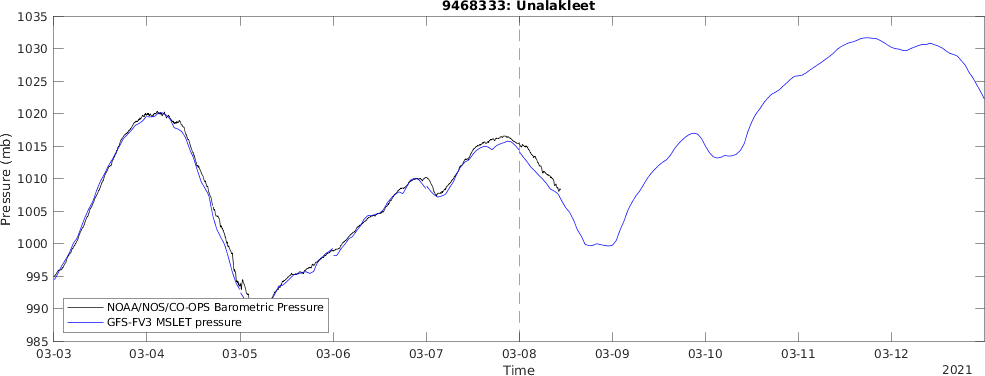 9468333: Unalakleet
1035
1030
1025
1020
1015
1010
1005
1000
995
990
985
Pressure (mb)
NOAA/NOS/CO-OPS Barometric Pressure
GFS-FV3 MSLET pressure
03-03 03-04 03-05 03-06 03-07 03-08 03-09 03-10 03-11 03-12
Time
2021